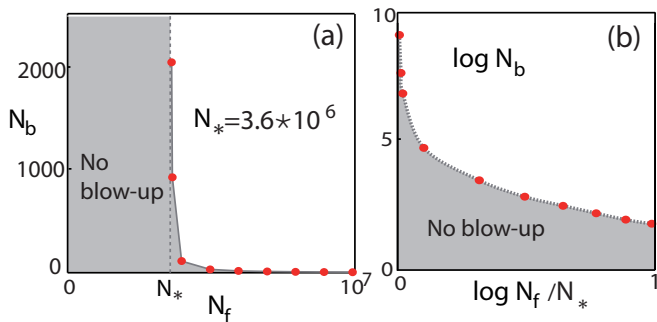 (a)
2000
N_b
N_*=3.6*10^6
1000
No
blow-up
0
0
N_*
N_f
10^7
(b)
10
log N_b
5
No blow-up
0
0
log N_f /N_*
1